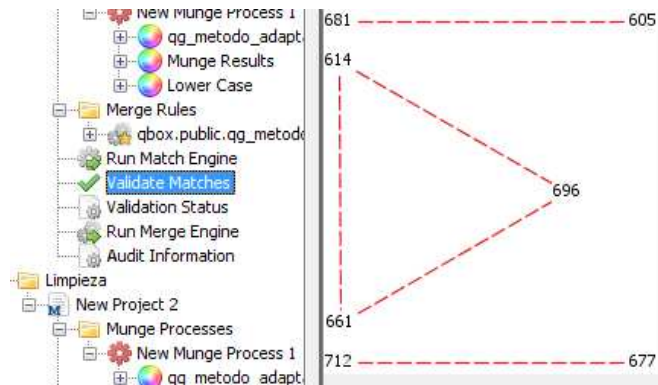 New Munge Process 1
qg_metodo_adapt
Munge Results
Lower Case
Merge Rules
qbox.public.qg_metodo
Run Match Engine
Validate Matches
Validation Status
Run Merge Engine
Audit Information
Limpieza
New Project 2
Munge Processes
New Munge Process 1
qg_metodo_adapt
681 605
614
696
661
712 677